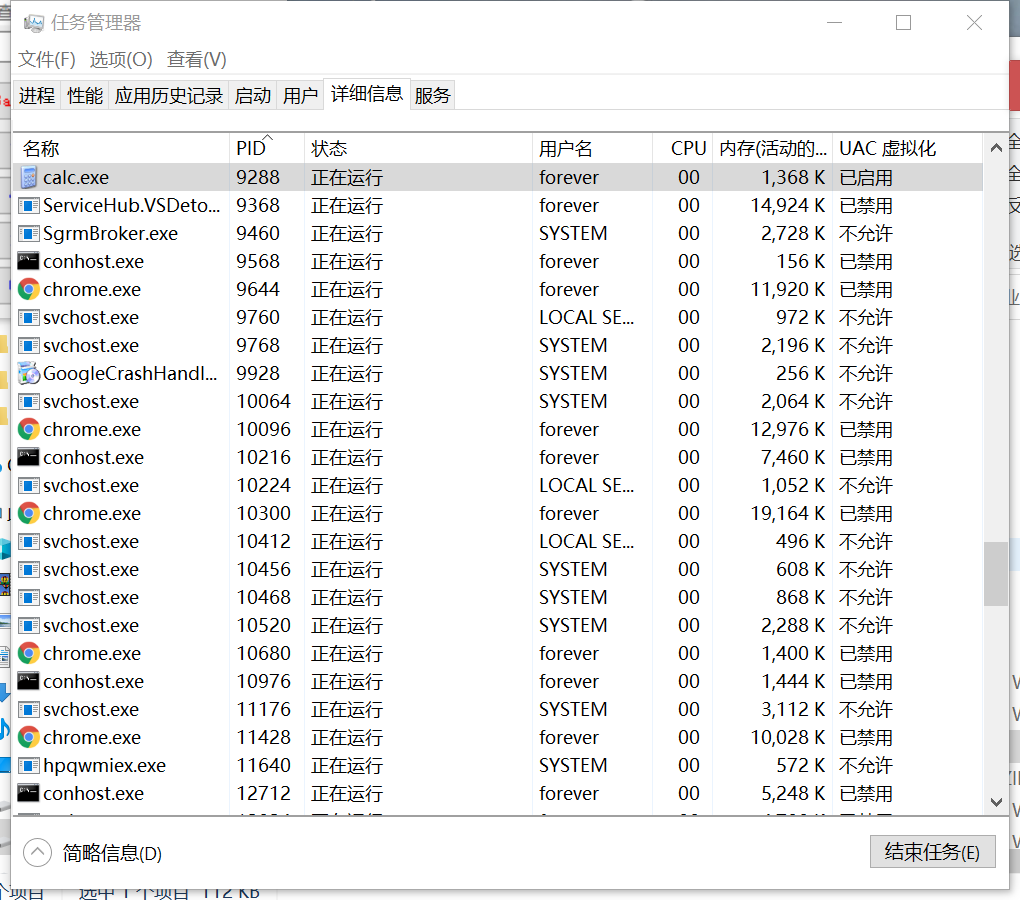 任务管理器
文件(F) 选项(O) 查看(V)
进程 性能 应用历史记录 启动 用户 详细信息 服务
名称 PID 状态 用户名 CPU 内存(活动的... UAC 虚拟化
calc.exe 9288 正在运行 forever 00 1,368 K 已启用
ServiceHub.VSDeto... 9368 正在运行 forever 00 14,924 K 已禁用
SgrmBroker.exe 9460 正在运行 SYSTEM 00 2,728 K 不允许
conhost.exe 9568 正在运行 forever 00 156 K 已禁用
chrome.exe 9644 正在运行 forever 00 11,920 K 已禁用
svchost.exe 9760 正在运行 LOCAL SE... 00 972 K 不允许
svchost.exe 9768 正在运行 SYSTEM 00 2,196 K 不允许
GoogleCrashHandl... 9928 正在运行 SYSTEM 00 256 K 不允许
svchost.exe 10064 正在运行 SYSTEM 00 2,064 K 不允许
chrome.exe 10096 正在运行 forever 00 12,976 K 已禁用
conhost.exe 10216 正在运行 forever 00 7,460 K 已禁用
svchost.exe 10224 正在运行 LOCAL SE... 00 1,052 K 不允许
chrome.exe 10300 正在运行 forever 00 19,164 K 已禁用
svchost.exe 10412 正在运行 LOCAL SE... 00 496 K 不允许
svchost.exe 10456 正在运行 SYSTEM 00 608 K 不允许
svchost.exe 10468 正在运行 SYSTEM 00 868 K 不允许
svchost.exe 10520 正在运行 SYSTEM 00 2,288 K 不允许
chrome.exe 10680 正在运行 forever 00 1,400 K 已禁用
conhost.exe 10976 正在运行 forever 00 1,444 K 已禁用
svchost.exe 11176 正在运行 SYSTEM 00 3,112 K 不允许
chrome.exe 11428 正在运行 forever 00 10,028 K 已禁用
hpqwmiex.exe 11640 正在运行 SYSTEM 00 572 K 不允许
conhost.exe 12712 正在运行 forever 00 5,248 K 已禁用
简略信息(D) 结束任务(E)
个项目 选中 1 个项目 112 KB